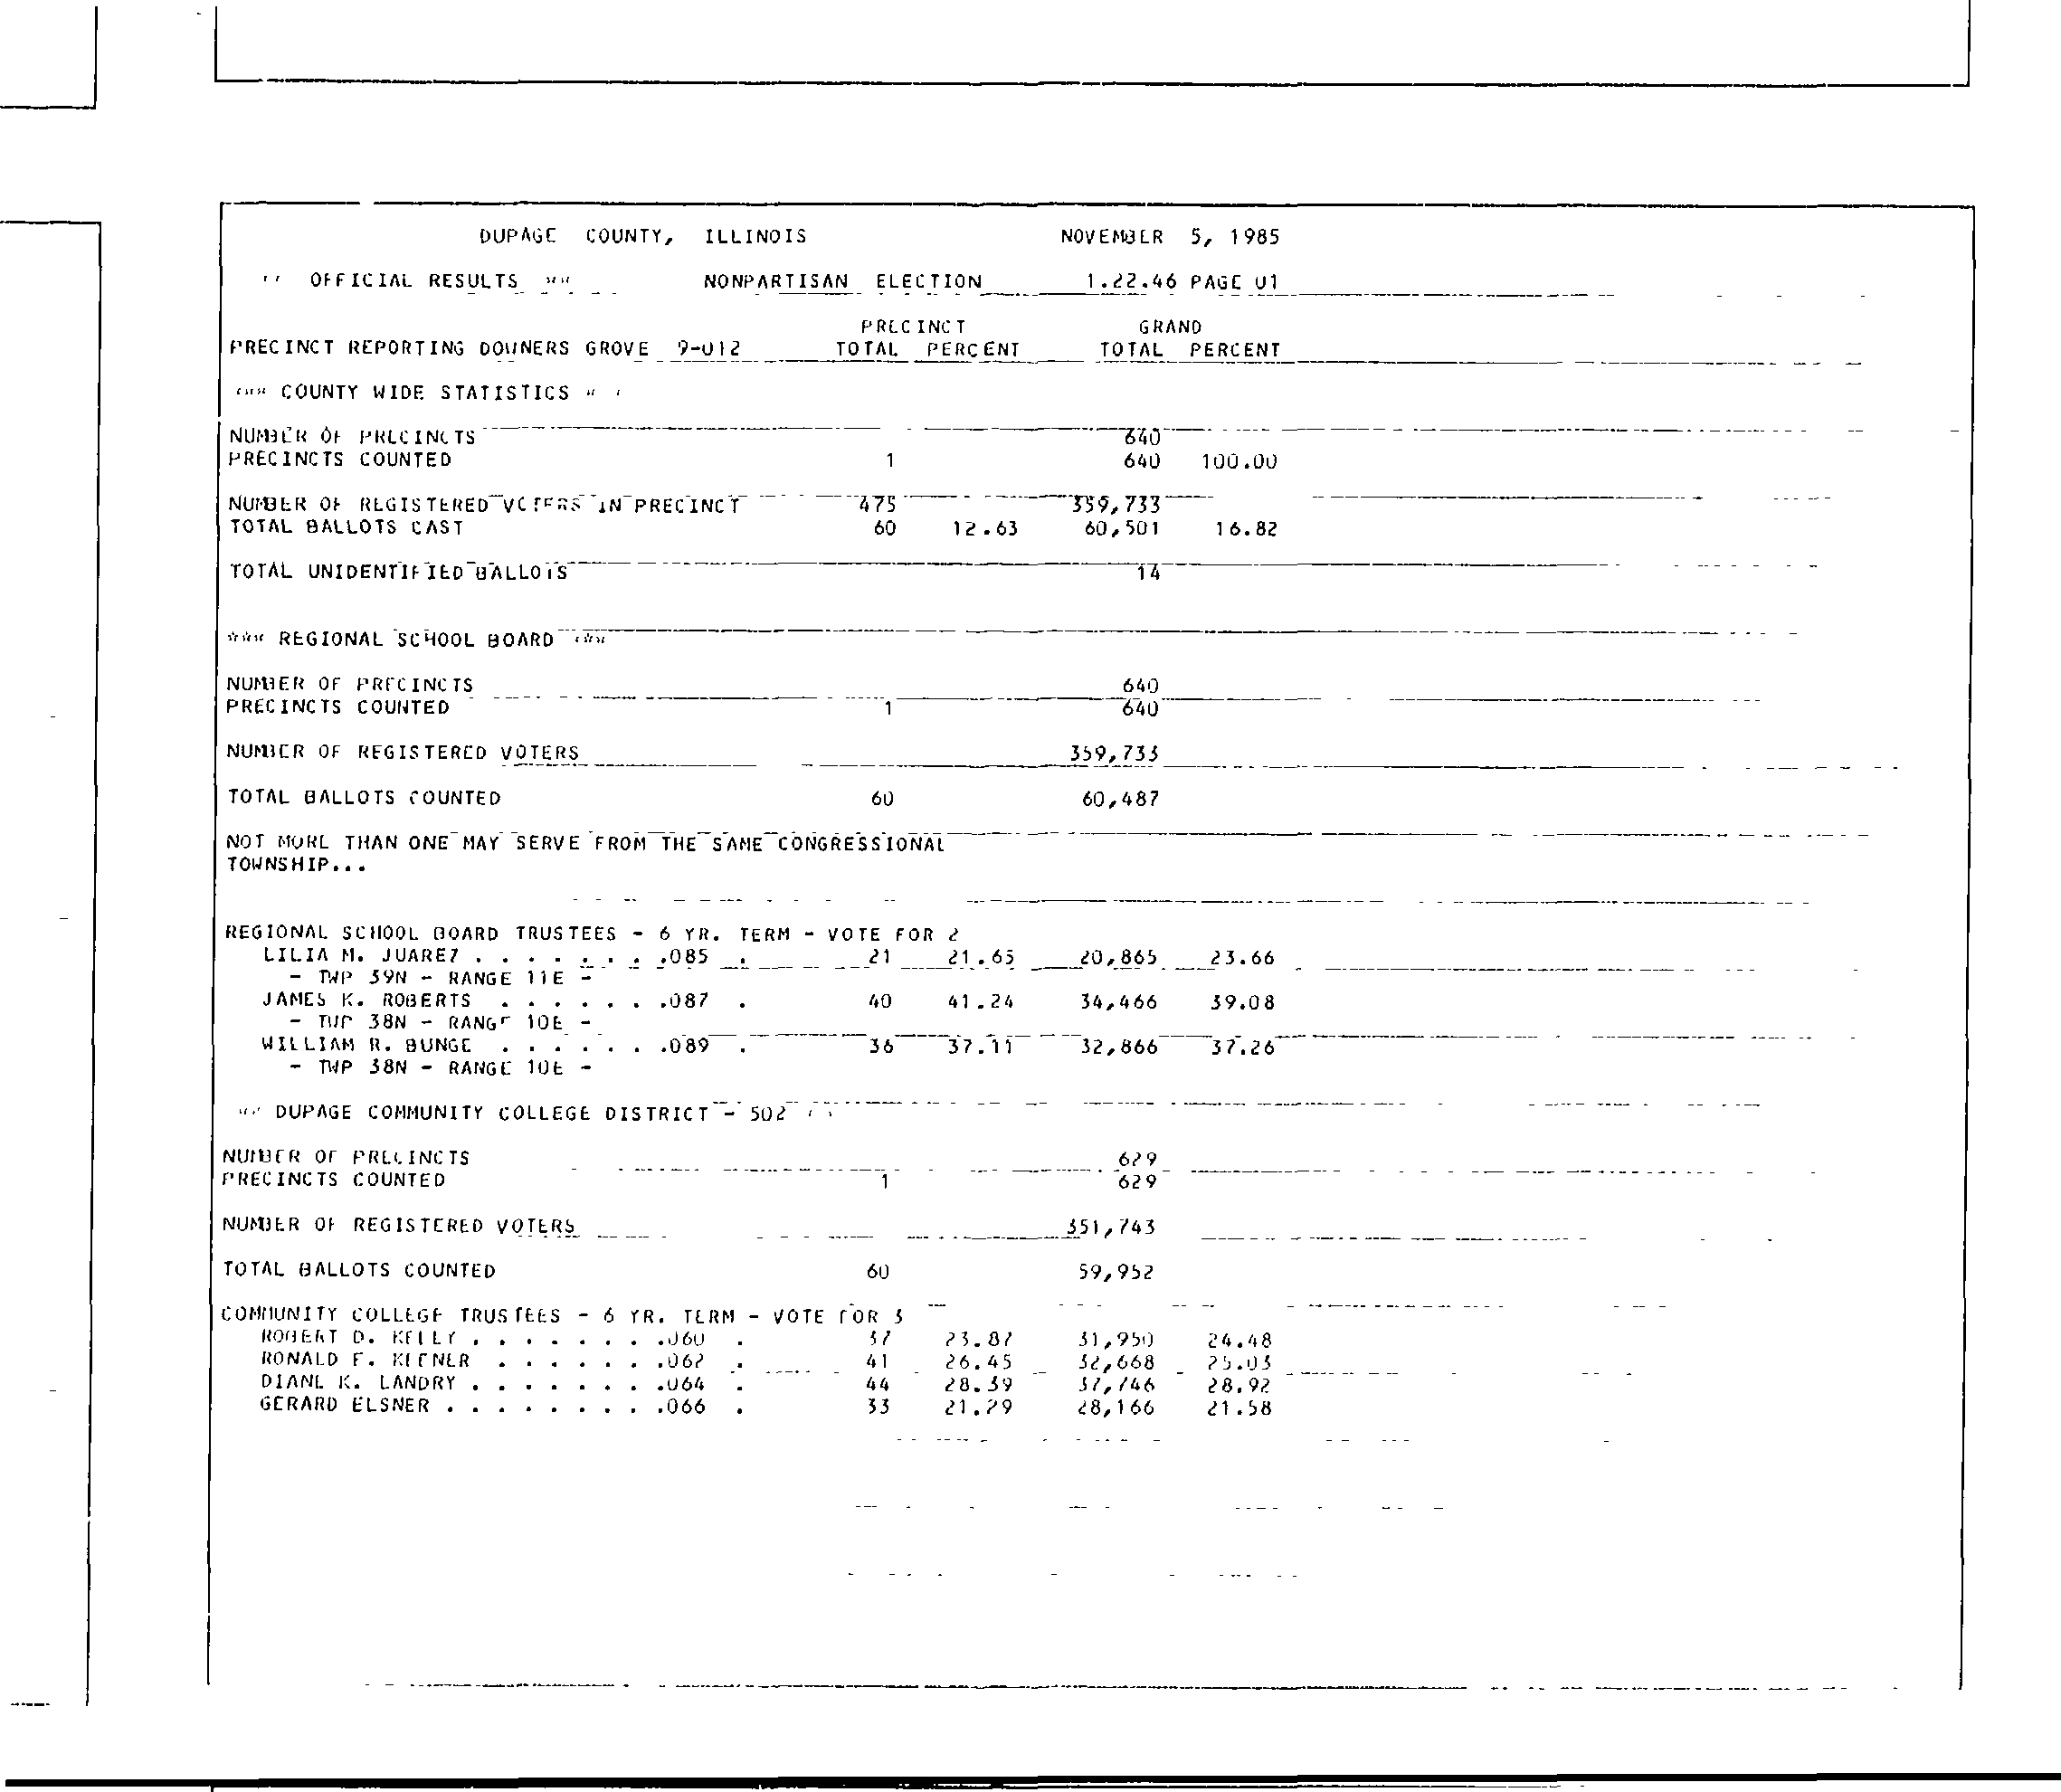 DUPAGE COUNTY, ILLINOIS NOVEMBER 5, 1985
OFFICIAL RESULTS NONPARTISAN ELECTION 1.22.46 PAGE 01
PRECINCT GRAND
PRECINCT REPORTING DOWNERS GROVE 9-012 TOTAL PERCENT TOTAL PERCENT
*** COUNTY WIDE STATISTICS
NUMBER OF PRECINCTS 640
PRECINCTS COUNTED 1 640 100.00
NUMBER OF REGISTERED VOTERS IN PRECINCT 475 359,733
TOTAL BALLOTS CAST 60 12.63 60,501 16.82
TOTAL UNIDENTIFIED BALLOTS 14
*** REGIONAL SCHOOL BOARD ***
NUMBER OF PRECINCTS 640
PRECINCTS COUNTED 1 640
NUMBER OF REGISTERED VOTERS 359,733
TOTAL BALLOTS COUNTED 60 60,487
NOT MORE THAN ONE MAY SERVE FROM THE SAME CONGRESSIONAL
TOWNSHIP...
REGIONAL SCHOOL BOARD TRUSTEES - 6 YR. TERM - VOTE FOR 2
LILIA M. JUAREZ . . . . . . . .085 . 21 21.65 20,865 23.66
- TWP 39N - RANGE 11E -
JAMES K. ROBERTS . . . . . . .087 . 40 41.24 34,466 39.08
- TWP 38N - RANGE 10E -
WILLIAM R. BUNGE . . . . . . .089 . 36 37.11 32,866 37.26
- TWP 38N - RANGE 10E -
DUPAGE COMMUNITY COLLEGE DISTRICT - 502
NUMBER OF PRECINCTS 629
PRECINCTS COUNTED 1 629
NUMBER OF REGISTERED VOTERS 351,743
TOTAL BALLOTS COUNTED 60 59,952
COMMUNITY COLLEGE TRUSTEES - 6 YR. TERM - VOTE FOR 3
ROBERT D. KELLY . . . . . . . .060 . 37 23.87 31,950 24.48
RONALD E. KEENER . . . . . . .062 . 41 26.45 32,668 25.03
DIANE K. LANDRY . . . . . . . .064 . 44 28.39 37,746 28.92
GERARD ELSNER . . . . . . . . .066 . 33 21.29 28,166 21.58